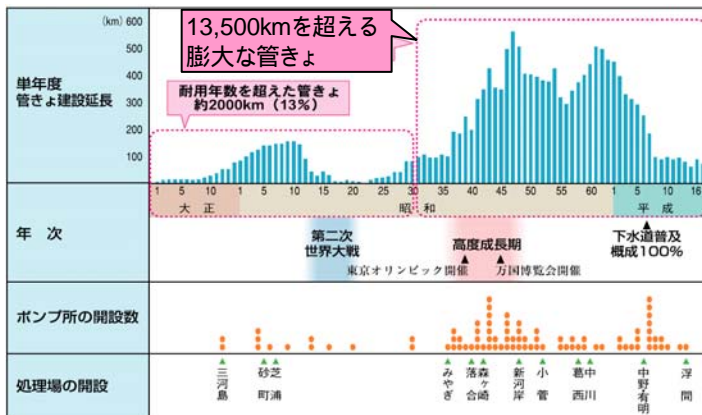 (km) 600
500
400
300
200
100
単年度
管きょ建設延長
13,500kmを超える
膨大な管きょ
耐用年数を超えた管きょ
約2000km（13%）
1 5 10 1 5 10 15 20 25 30 35 40 45 50 55 60 1 5 10 16
大正 昭和 平成
年 次
第二次
世界大戦
高度成長期
東京オリンピック開催
万国博覧会開催
下水道普及
概成100%
ポンプ所の開設数
処理場の開設
三河島
砂町
芝浦
みやぎ
落合
森ヶ崎
新河岸
小菅
葛西
中川
中野・有明
浮間